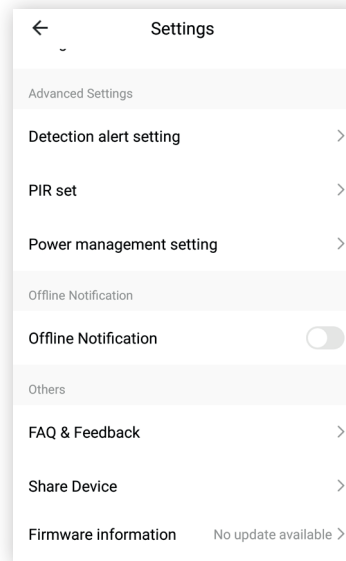 Settings
Advanced Settings
Detection alert setting
PIR set
Power management setting
Offline Notification
Offline Notification
Others
FAQ & Feedback
Share Device
Firmware information No update available